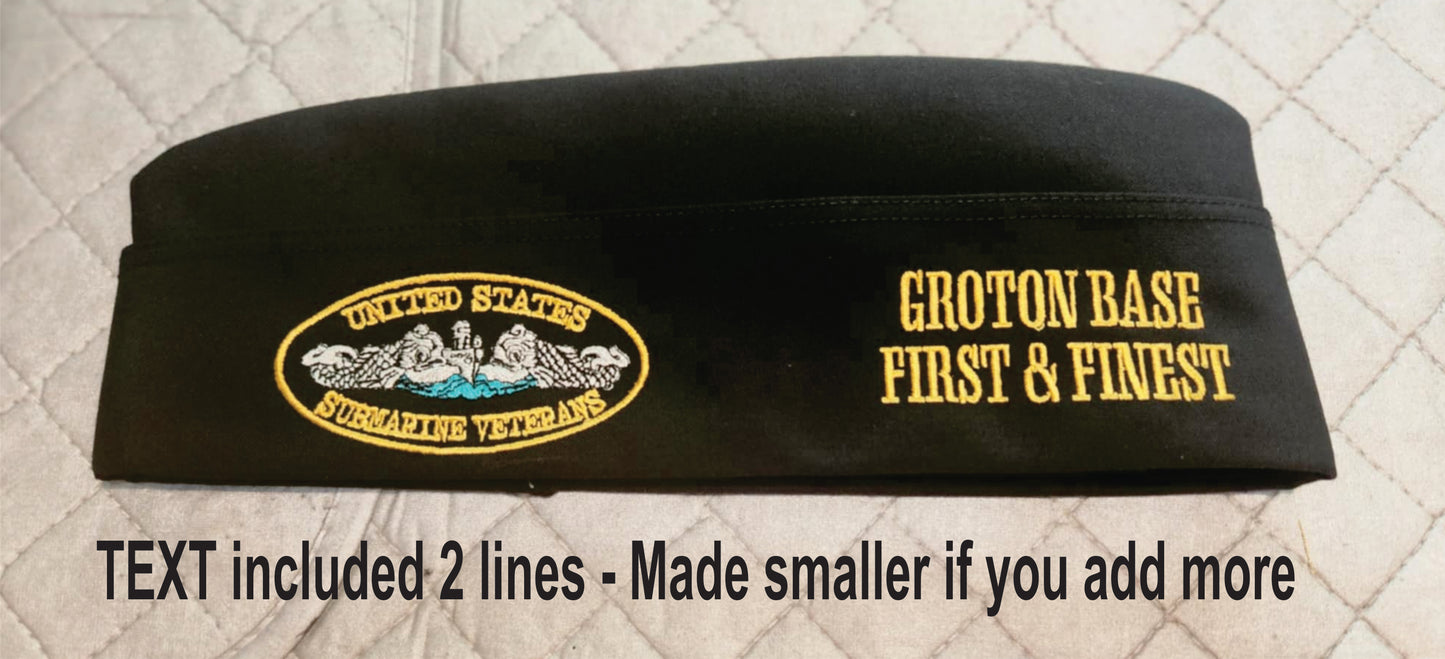 UNITED STATES
SUBMARINE VETERANS
GROTON BASE
FIRST & FINEST
TEXT included 2 lines - Made smaller if you add more